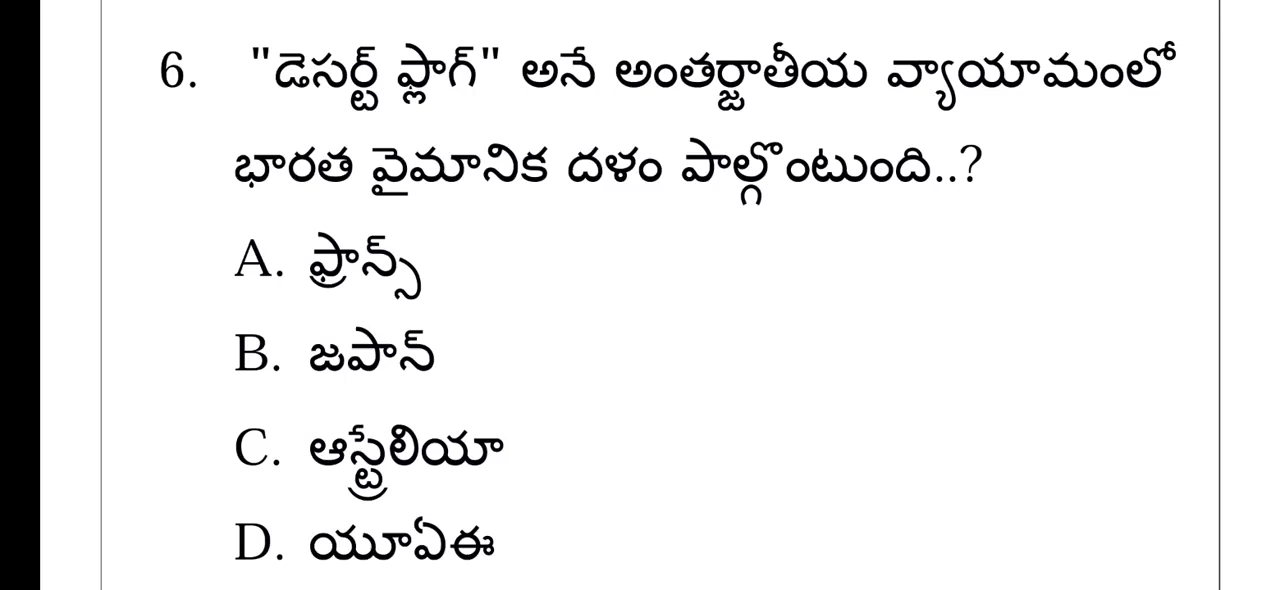 6. "డెసర్ట్ ఫ్లాగ్" అనే అంతర్జాతీయ వ్యాయామంలో
భారత వైమానిక దళం పాల్గొంటుంది..?
A. ఫ్రాన్స్
B. జపాన్
C. ఆస్ట్రేలియా
D. యూఏఈ